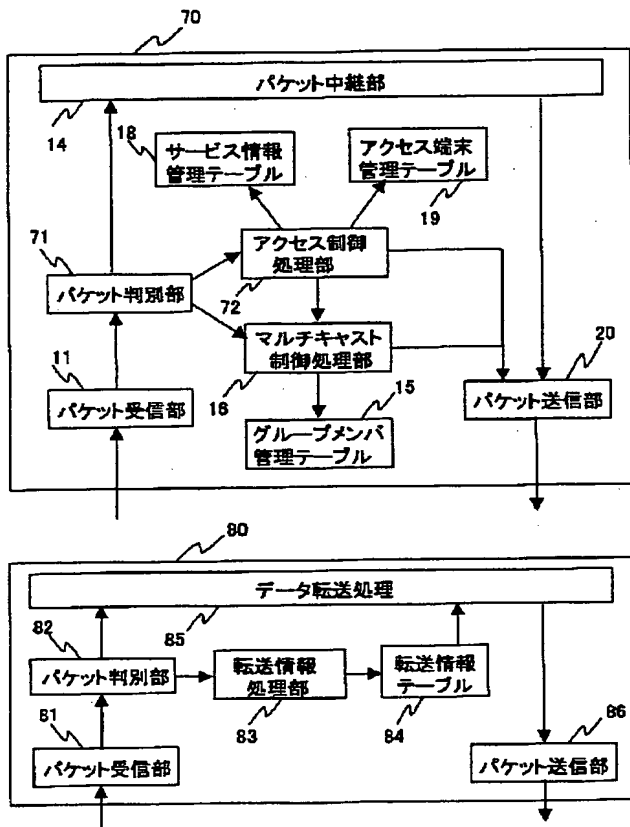 70
パケット中継部
14
18
サービス情報
管理テーブル
アクセス端末
管理テーブル
19
71
アクセス制御
処理部
パケット判別部
72
11
マルチキャスト
制御処理部
20
パケット受信部
16
15
パケット送信部
グループメンバ
管理テーブル
80
データ転送処理
82
85
パケット判別部
転送情報
処理部
転送情報
テーブル
81
83
84
86
パケット受信部
パケット送信部